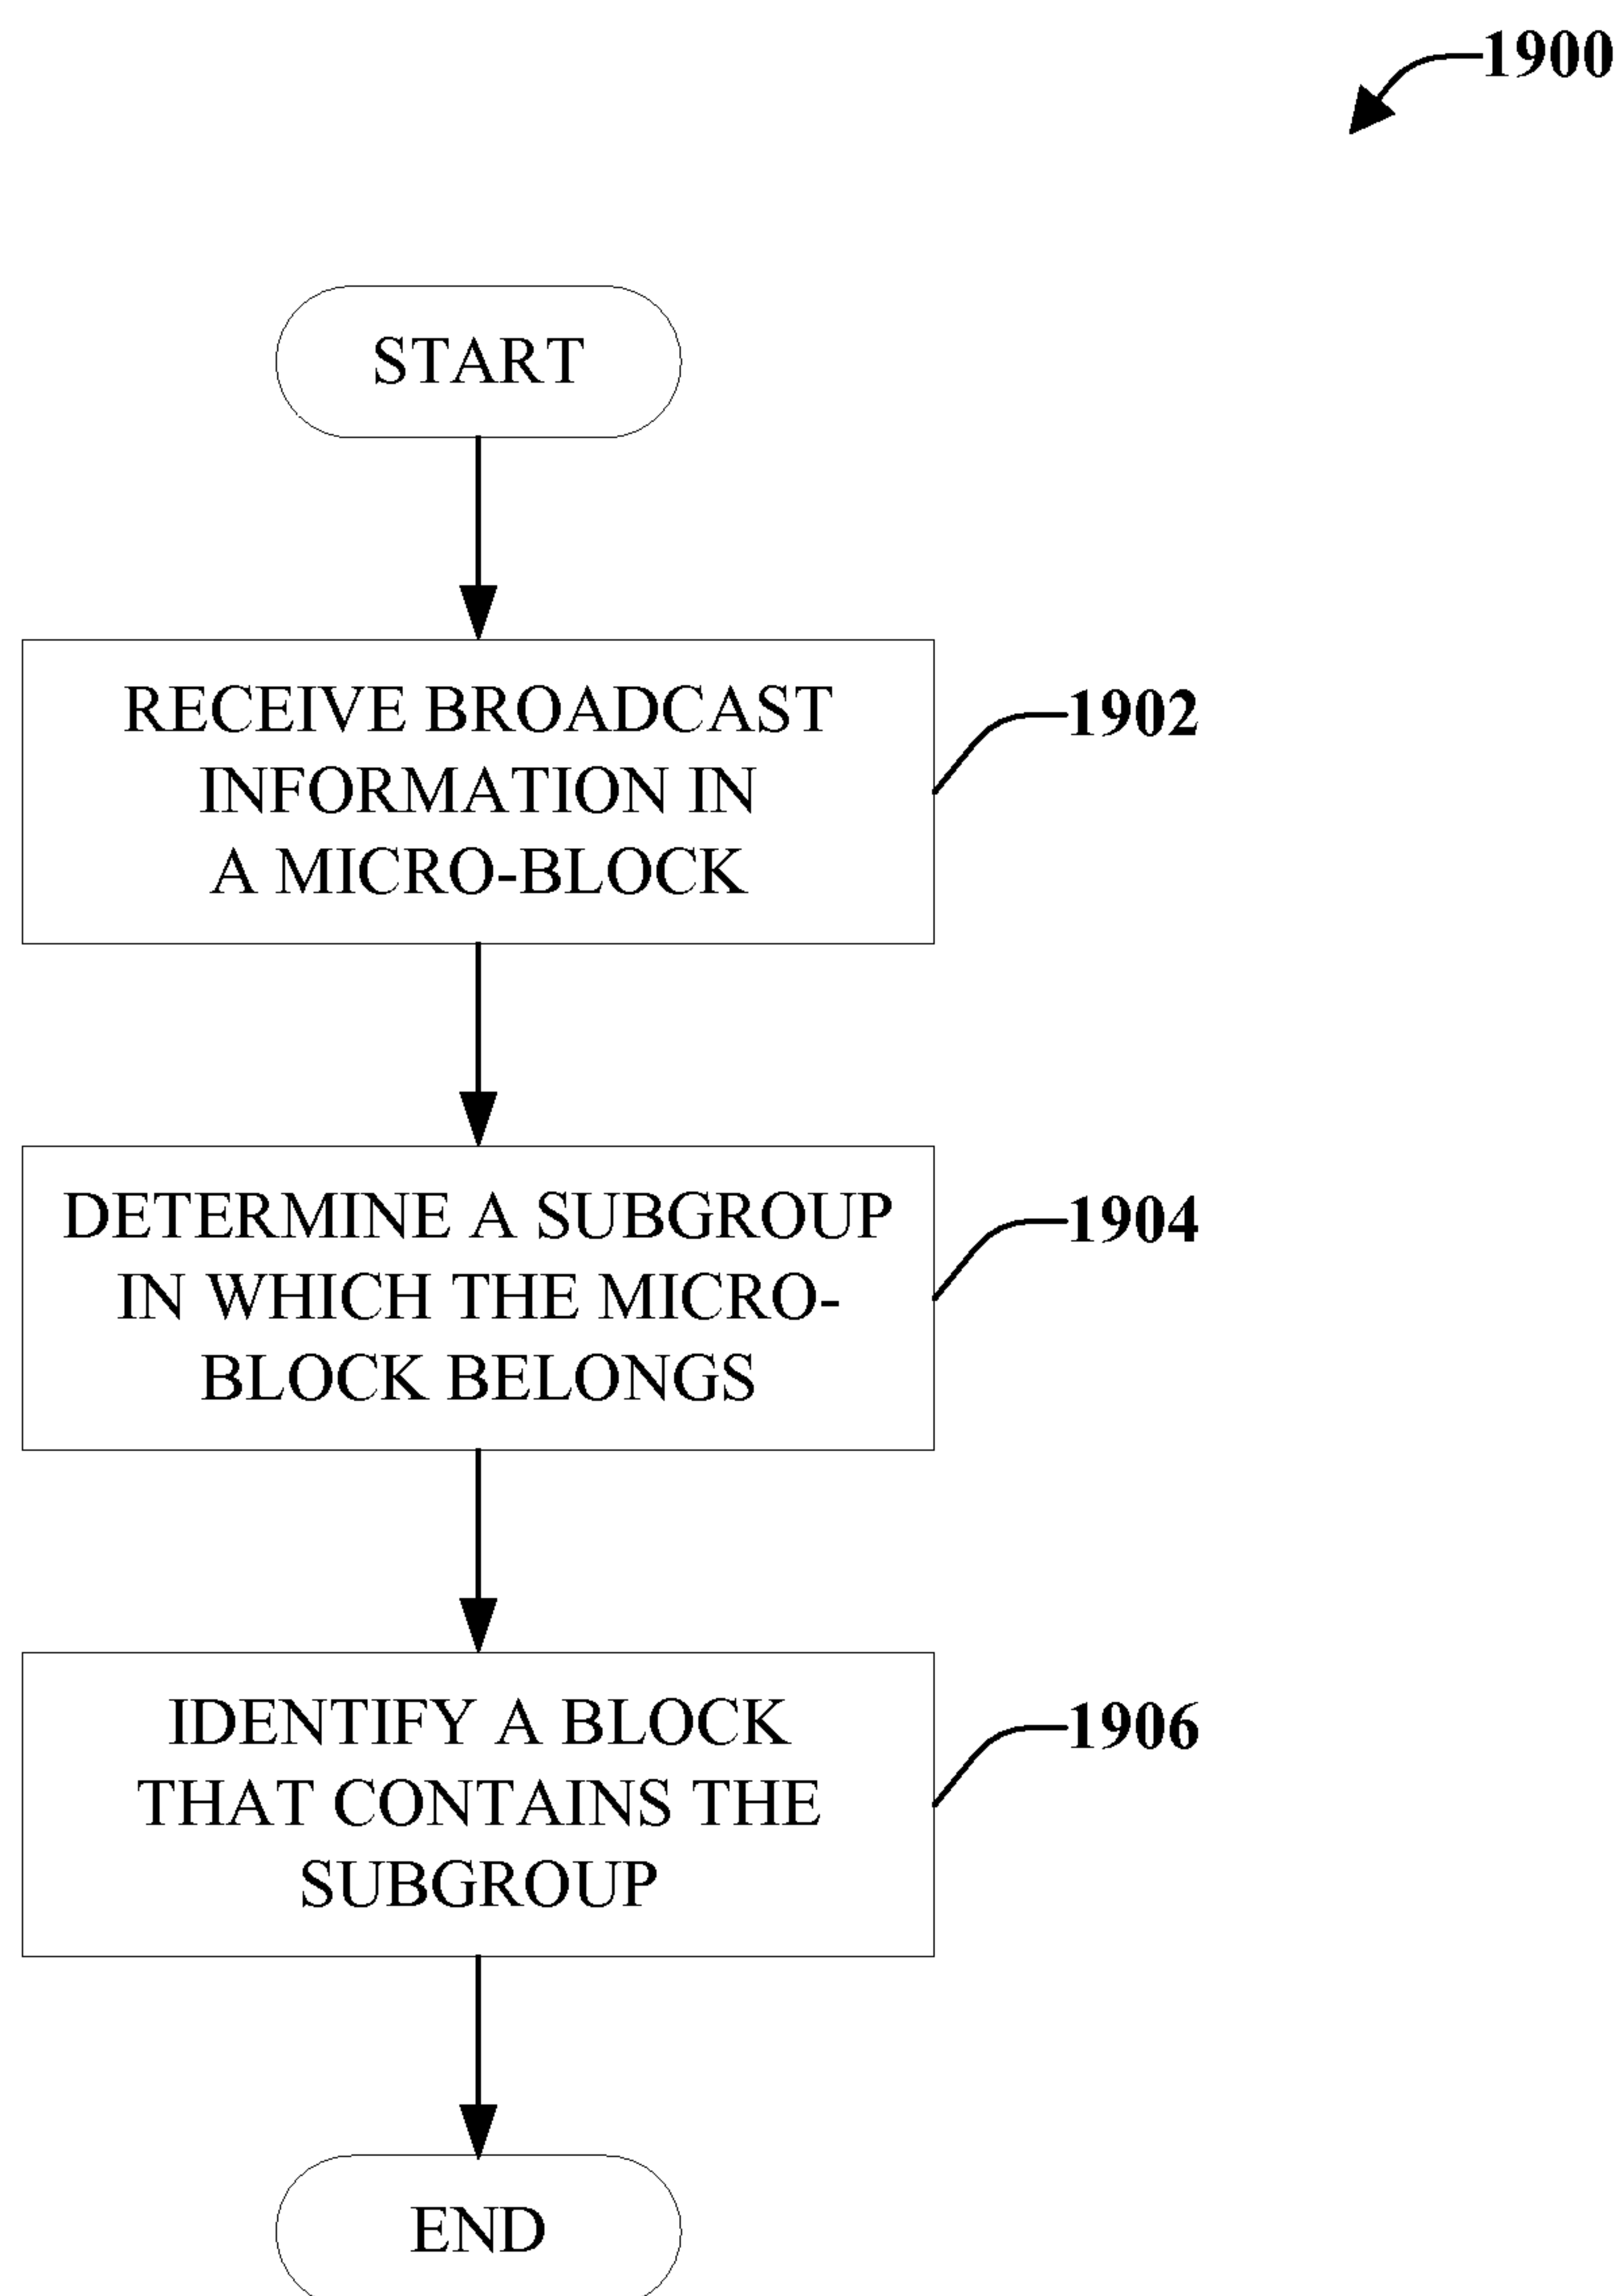 1900
START
RECEIVE BROADCAST
INFORMATION IN
A MICRO-BLOCK
1902
DETERMINE A SUBGROUP
IN WHICH THE MICRO-
BLOCK BELONGS
1904
IDENTIFY A BLOCK
THAT CONTAINS THE
SUBGROUP
1906
END